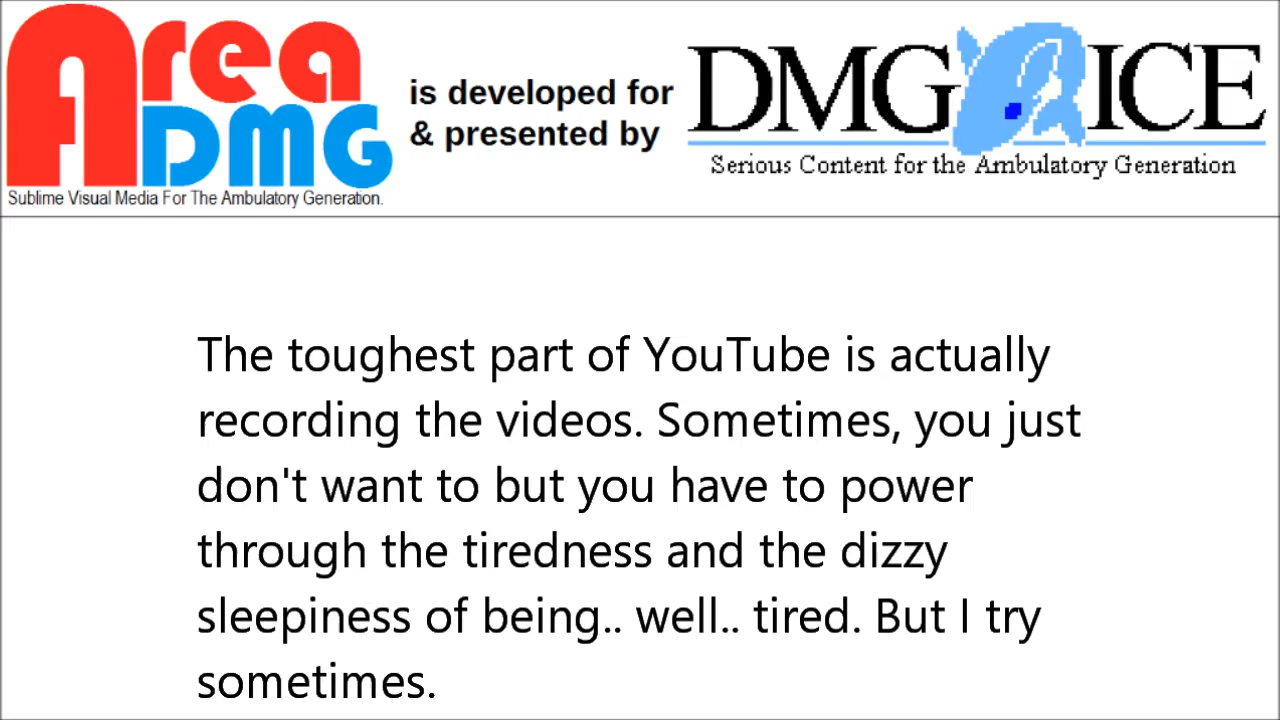 Area
DMG
Sublime Visual Media For The Ambulatory Generation.
is developed for
& presented by
DMG ICE
Serious Content for the Ambulatory Generation
The toughest part of YouTube is actually
recording the videos. Sometimes, you just
don't want to but you have to power
through the tiredness and the dizzy
sleepiness of being.. well.. tired. But I try
sometimes.